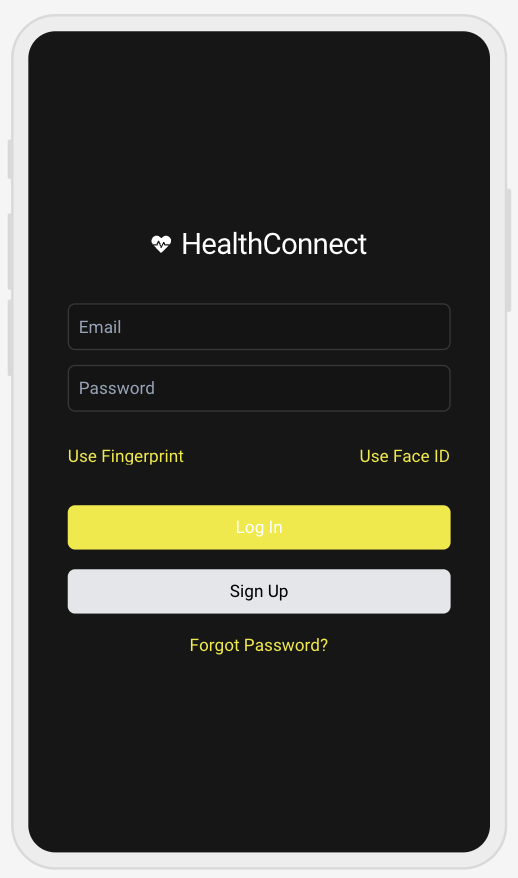 HealthConnect
Email
Password
Use Fingerprint Use Face ID
Log In
Sign Up
Forgot Password?